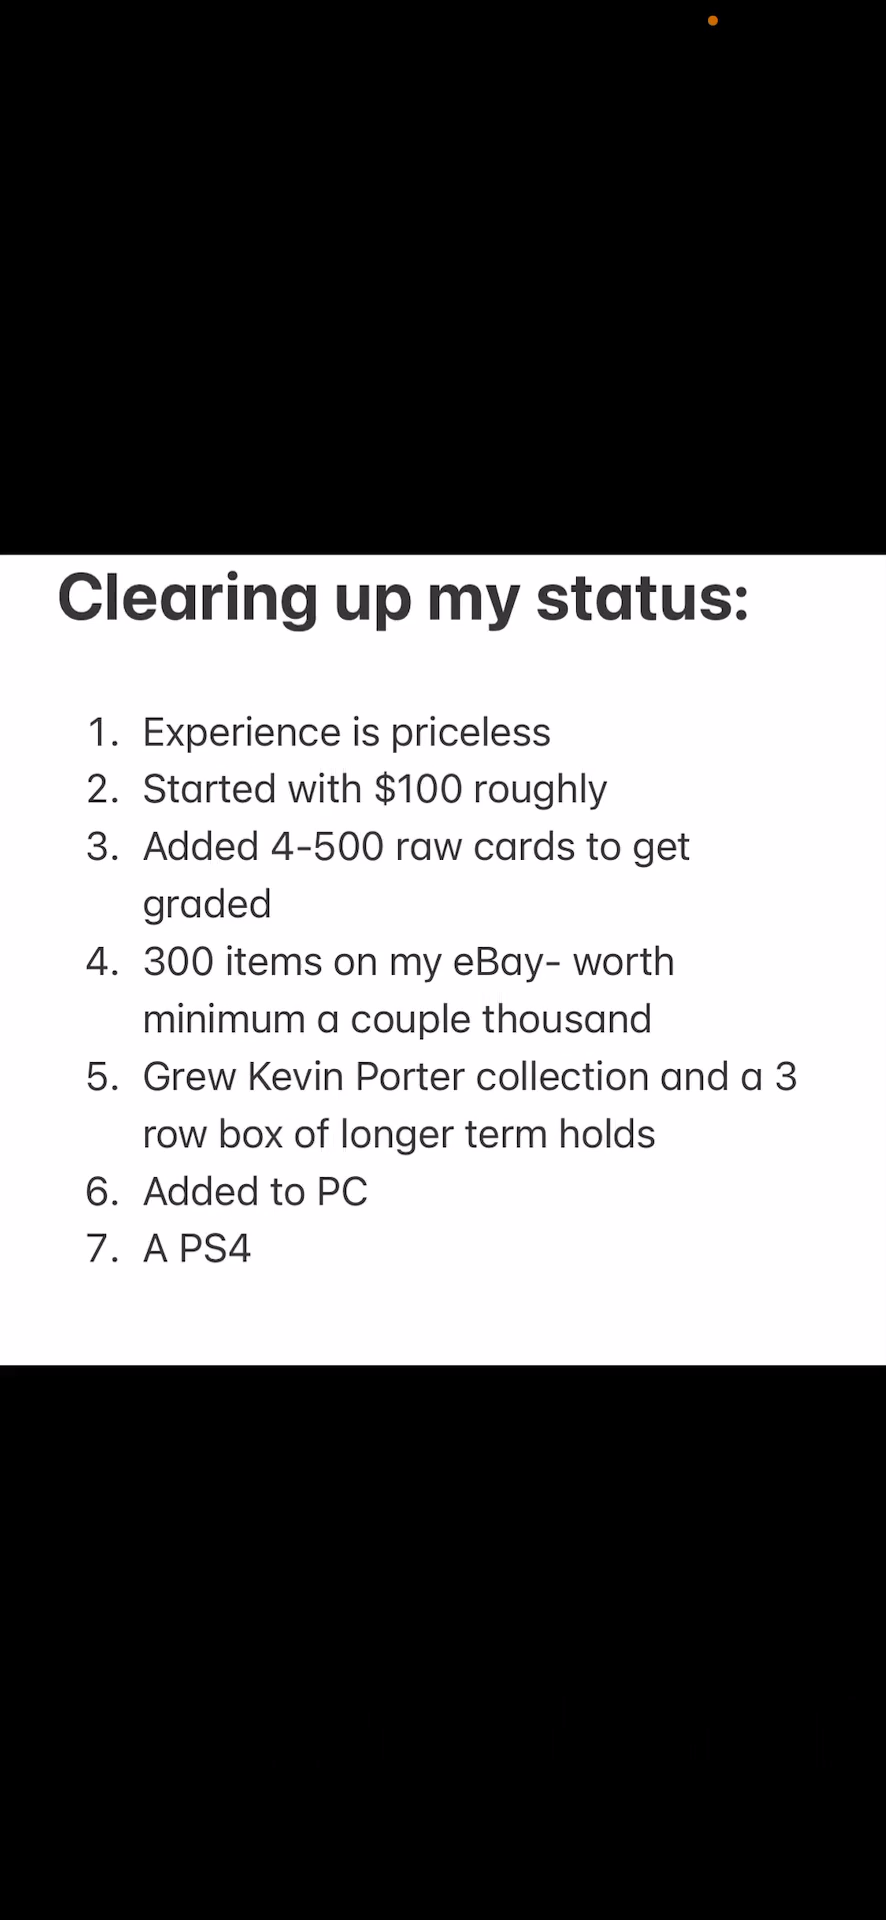 Clearing up my status:
1. Experience is priceless
2. Started with $100 roughly
3. Added 4-500 raw cards to get
graded
4. 300 items on my eBay- worth
minimum a couple thousand
5. Grew Kevin Porter collection and a 3
row box of longer term holds
6. Added to PC
7. A PS4